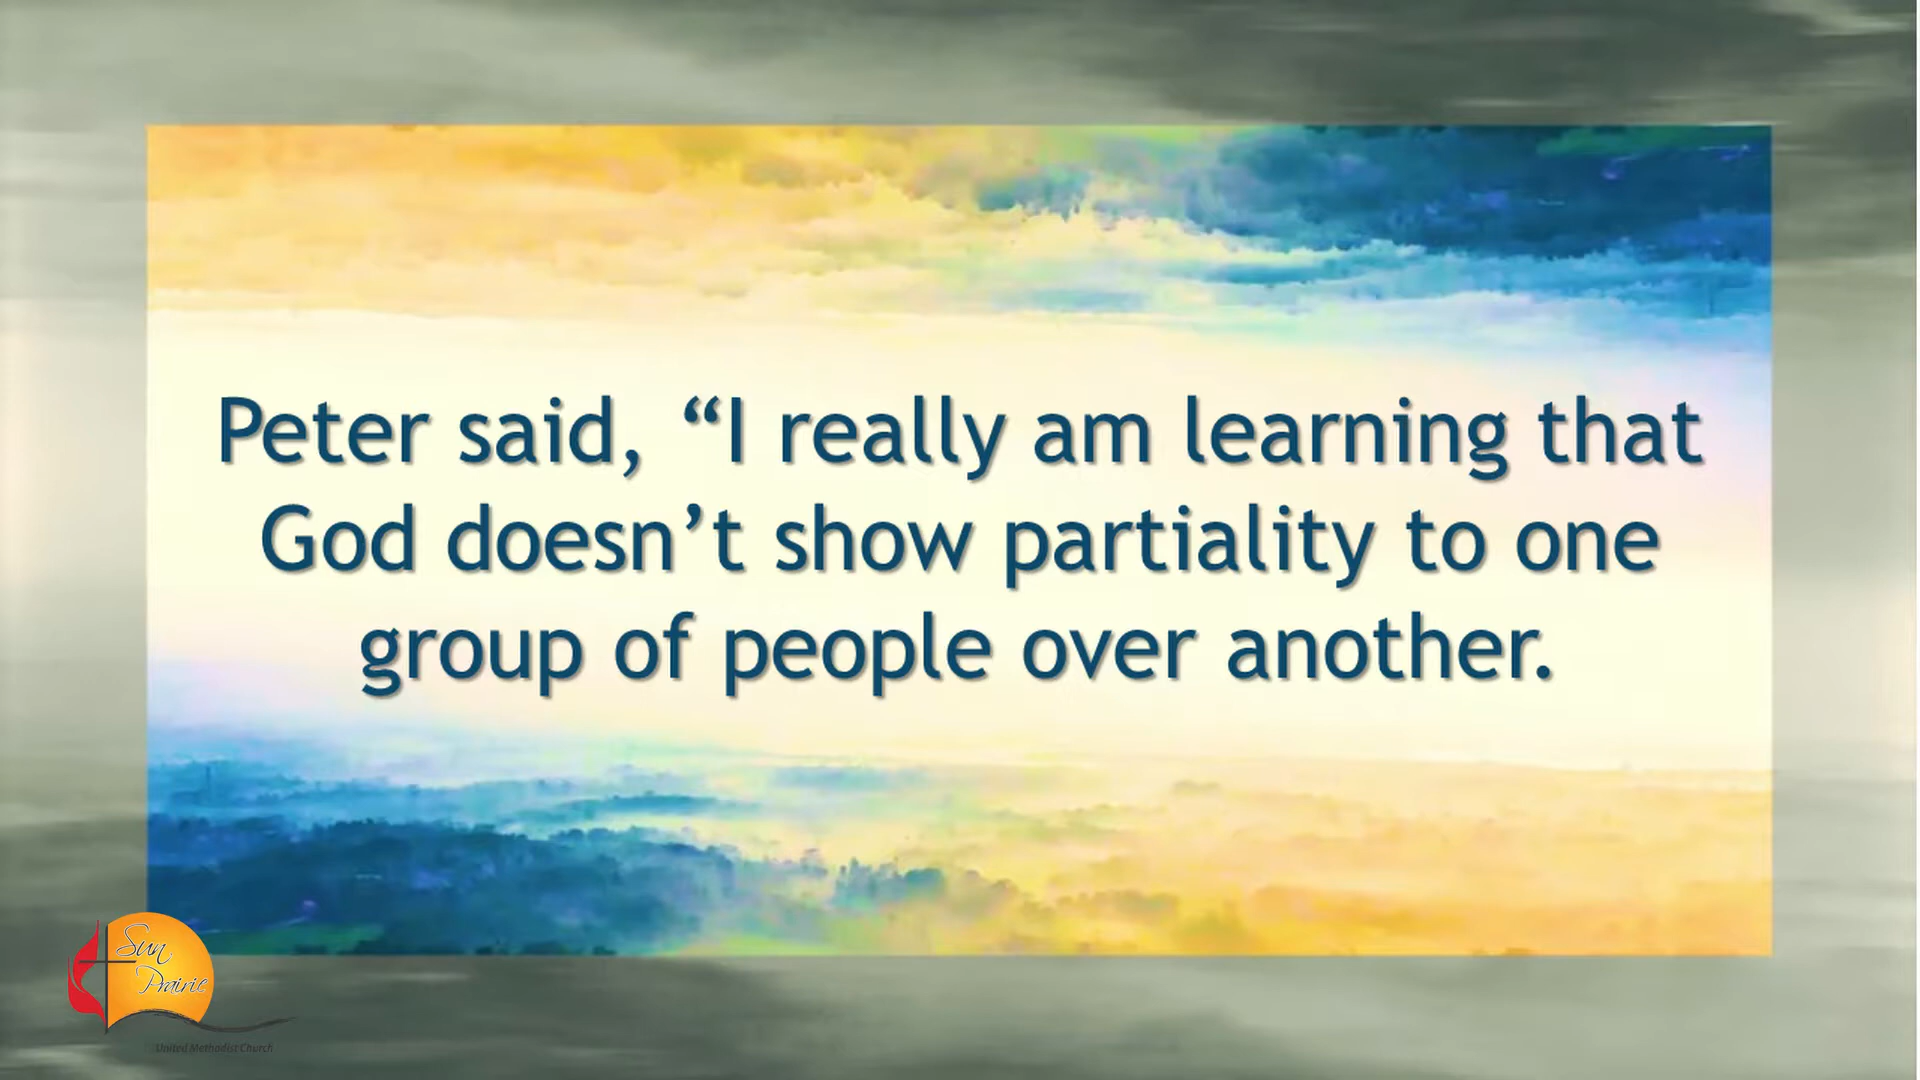 Peter said, “I really am learning that
God doesn’t show partiality to one
group of people over another.
Sun
Prairie
United Methodist Church